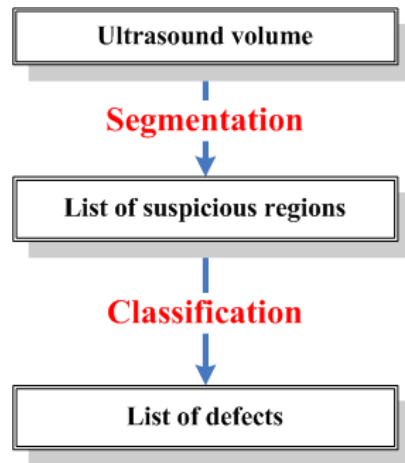 Ultrasound volume
Segmentation
List of suspicious regions
Classification
List of defects